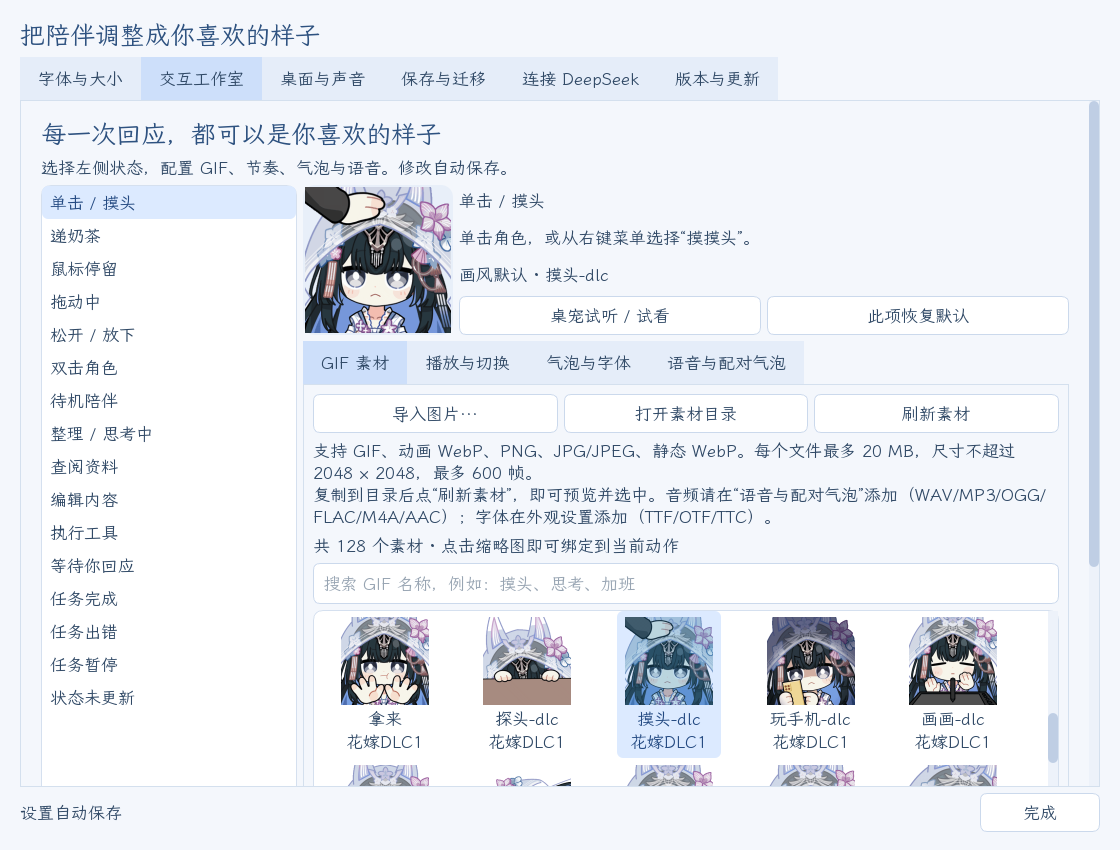 把陪伴调整成你喜欢的样子
字体与大小
交互工作室
桌面与声音
保存与迁移
连接 DeepSeek
版本与更新
每一次回应，都可以是你喜欢的样子
选择左侧状态，配置 GIF、节奏、气泡与语音。修改自动保存。
单击 / 摸头
递奶茶
鼠标停留
拖动中
松开 / 放下
双击角色
待机陪伴
整理 / 思考中
查阅资料
编辑内容
执行工具
等待你回应
任务完成
任务出错
任务暂停
状态未更新
单击 / 摸头
单击角色，或从右键菜单选择“摸摸头”。
画风默认・摸头-dlc
桌宠试听 / 试看
此项恢复默认
GIF 素材
播放与切换
气泡与字体
语音与配对气泡
导入图片…
打开素材目录
刷新素材
支持 GIF、动画 WebP、PNG、JPG/JPEG、静态 WebP。每个文件最多 20 MB，尺寸不超过
2048 × 2048，最多 600 帧。
复制到目录后点“刷新素材”，即可预览并选中。音频请在“语音与配对气泡”添加（WAV/MP3/OGG/
FLAC/M4A/AAC）；字体在外观设置添加（TTF/OTF/TTC）。
共 128 个素材・点击缩略图即可绑定到当前动作
搜索 GIF 名称，例如：摸头、思考、加班
拿来
花嫁DLC1
探头-dlc
花嫁DLC1
摸头-dlc
花嫁DLC1
玩手机-dlc
花嫁DLC1
画画-dlc
花嫁DLC1
设置自动保存
完成